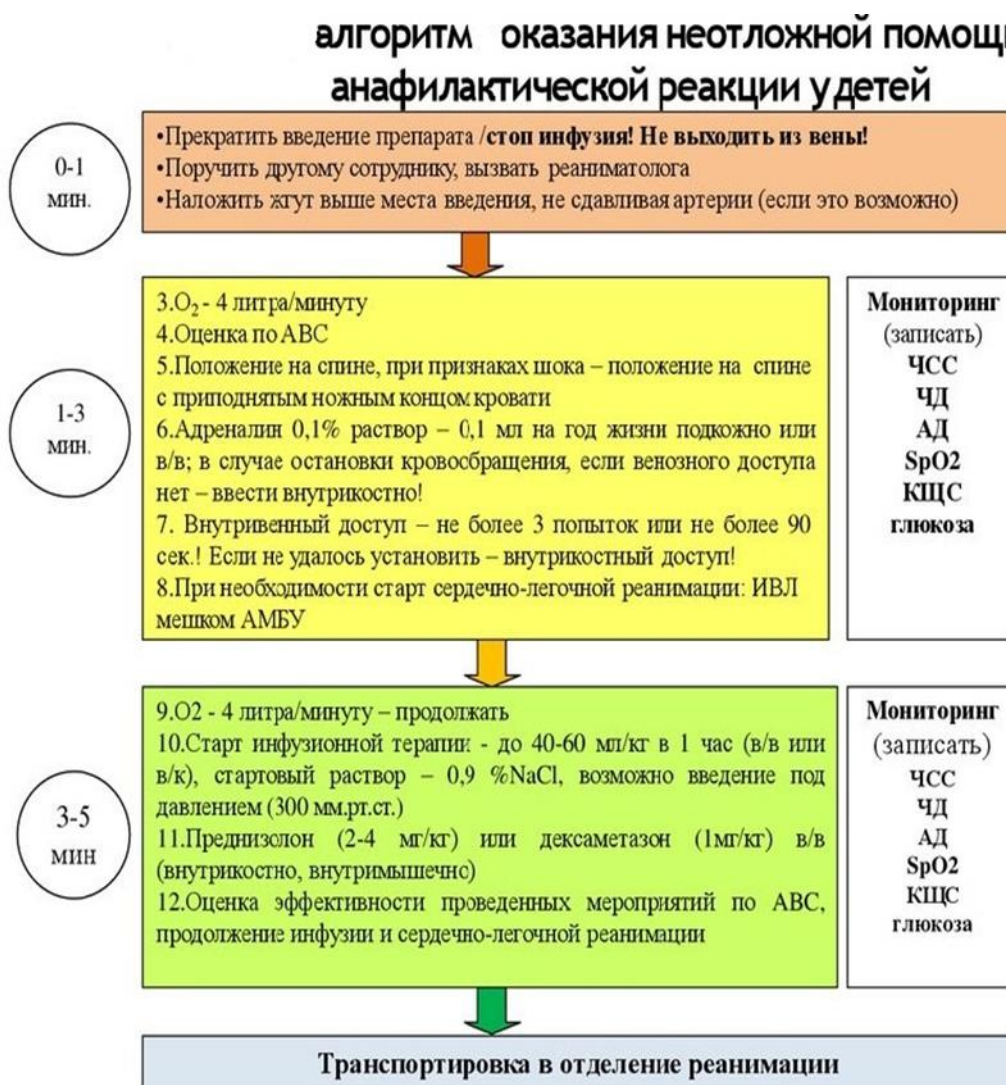 алгоритм оказания неотложной помощ
анафилактической реакции у детей
0-1
мин.
•Прекратить введение препарата /стоп инфузия! Не выходить из вены!
•Поручить другому сотруднику, вызвать реаниматолога
•Наложить жгут выше места введения, не сдавливая артерии (если это возможно)
1-3
мин.
3.O₂ - 4 литра/минуту
4.Оценка по ABC
5.Положение на спине, при признаках шока – положение на спине
с приподнятым ножным концом кровати
6.Адреналин 0,1% раствор – 0,1 мл на год жизни подкожно или
в/в; в случае остановки кровосбращения, если венозного доступа
нет – ввести внутрикостно!
7. Внутривенный доступ – не более 3 попыток или не более 90
сек.! Если не удалось установить – внутрикостный доступ!
8.При необходимости старт сердечно-легочной реанимации: ИВЛ
мешком АМБУ
Мониторинг
(записать)
ЧСС
ЧД
АД
SpO2
КЩС
глюкоза
3-5
мин
9.O2 - 4 литра/минуту – продолжать
10.Старт инфузионной терапии - до 40-60 мл/кг в 1 час (в/в или
в/к), стартовый раствор – 0,9 %NaCl, возможно введение под
давлением (300 мм.рт.ст.)
11.Преднизолон (2-4 мг/кг) или дексаметазон (1мг/кг) в/в
(внутрикостно, внутримышечно)
12.Оценка эффективности проведенных мероприятий по ABC,
продолжение инфузии и сердечно-легочной реанимации
Мониторинг
(записать)
ЧСС
ЧД
АД
SpO2
КЩС
глюкоза
Транспортировка в отделение реанимации